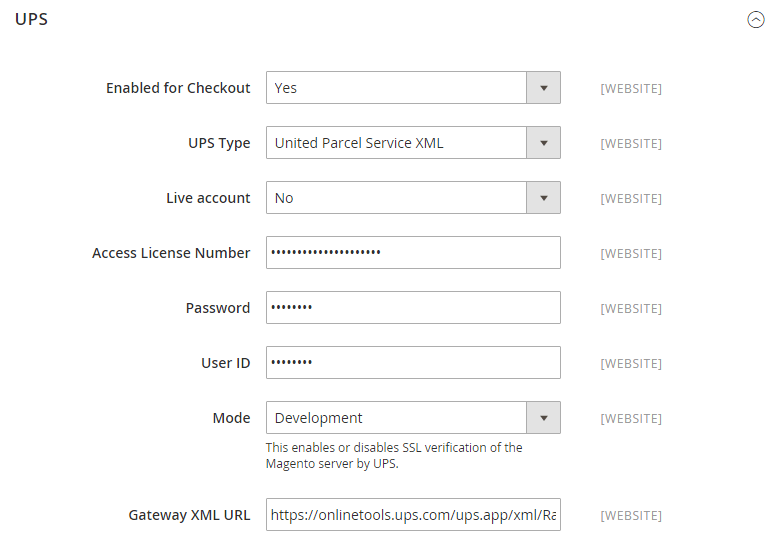 UPS
Enabled for Checkout Yes [WEBSITE]
UPS Type United Parcel Service XML [WEBSITE]
Live account No [WEBSITE]
Access License Number ••••••••••••••••••••• [WEBSITE]
Password •••••••• [WEBSITE]
User ID •••••••• [WEBSITE]
Mode Development [WEBSITE]
This enables or disables SSL verification of the
Magento server by UPS.
Gateway XML URL https://onlinetools.ups.com/ups.app/xml/Ra [WEBSITE]